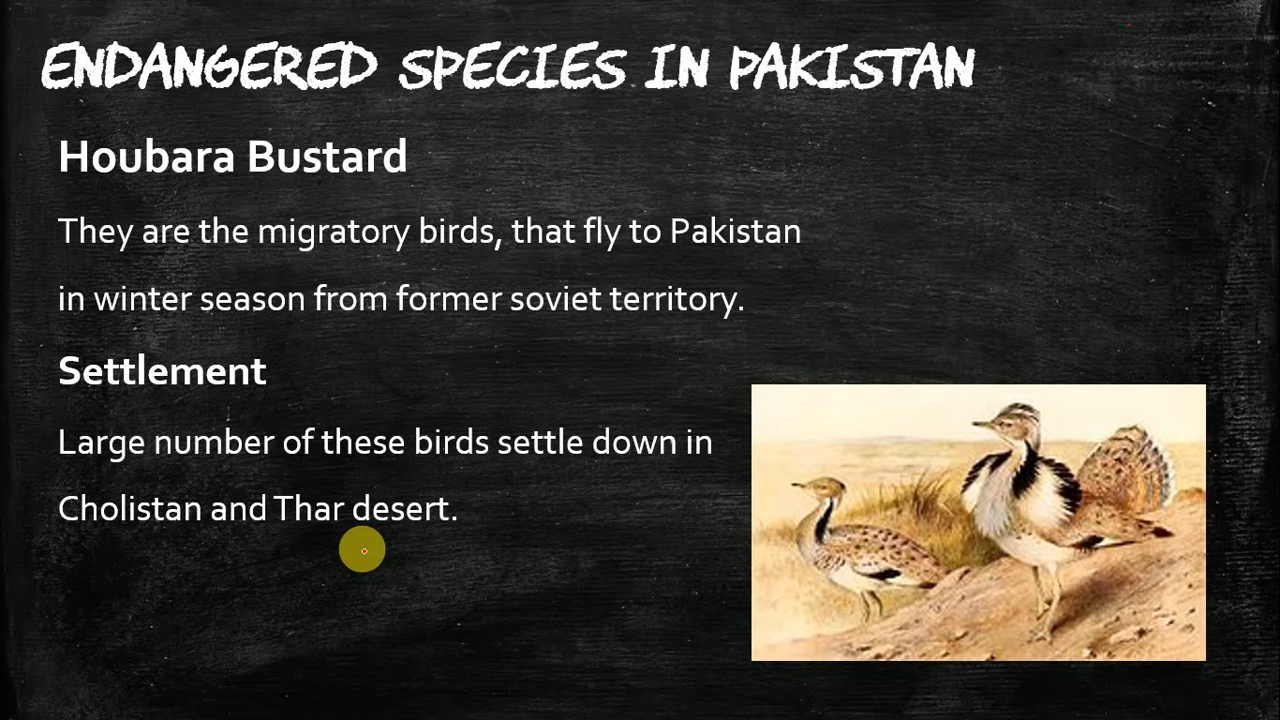 ENDANGERED SPECIES IN PAKISTAN
Houbara Bustard
They are the migratory birds, that fly to Pakistan
in winter season from former soviet territory.
Settlement
Large number of these birds settle down in
Cholistan and Thar desert.